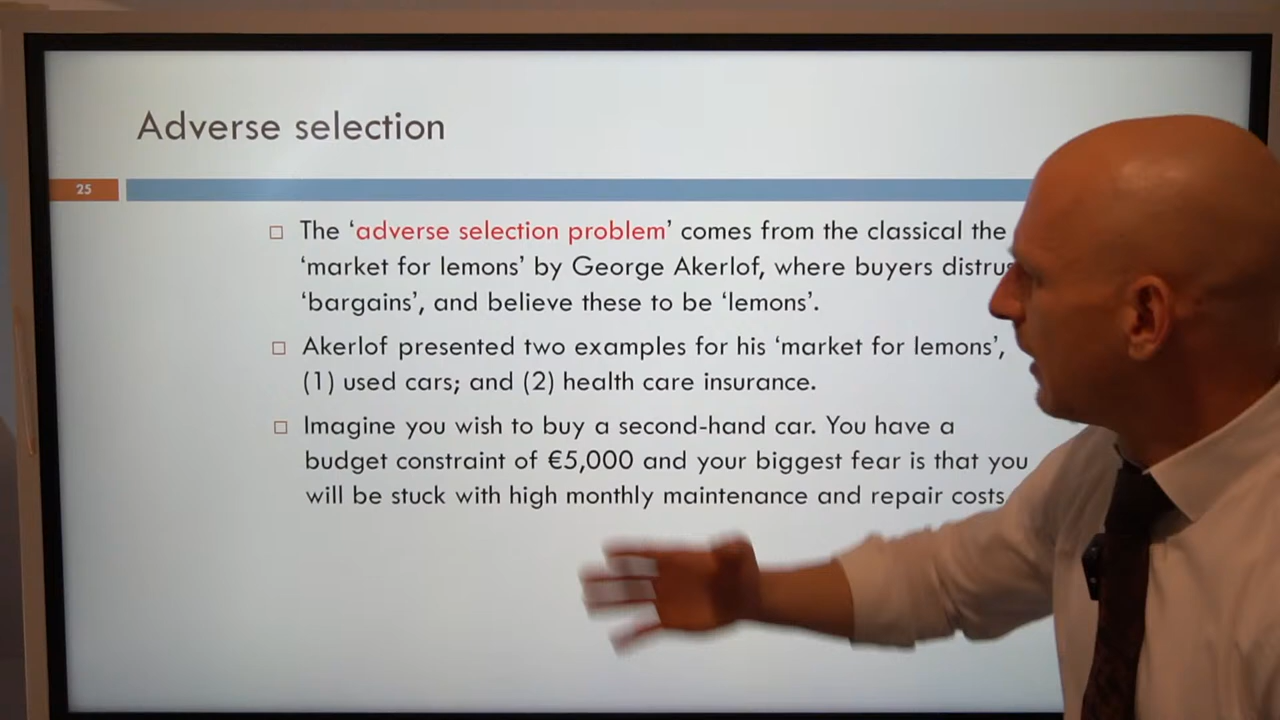 Adverse selection
25
The ‘adverse selection problem’ comes from the classical the
‘market for lemons’ by George Akerlof, where buyers
‘bargains’, and believe these to be ‘lemons’.
Akerlof presented two examples for his ‘market for lemons’,
(1) used cars; and (2) health care insurance.
Imagine you wish to buy a second-hand car. You have a
budget constraint of €5,000 and your biggest fear is that you
will be stuck with high monthly maintenance and repair costs